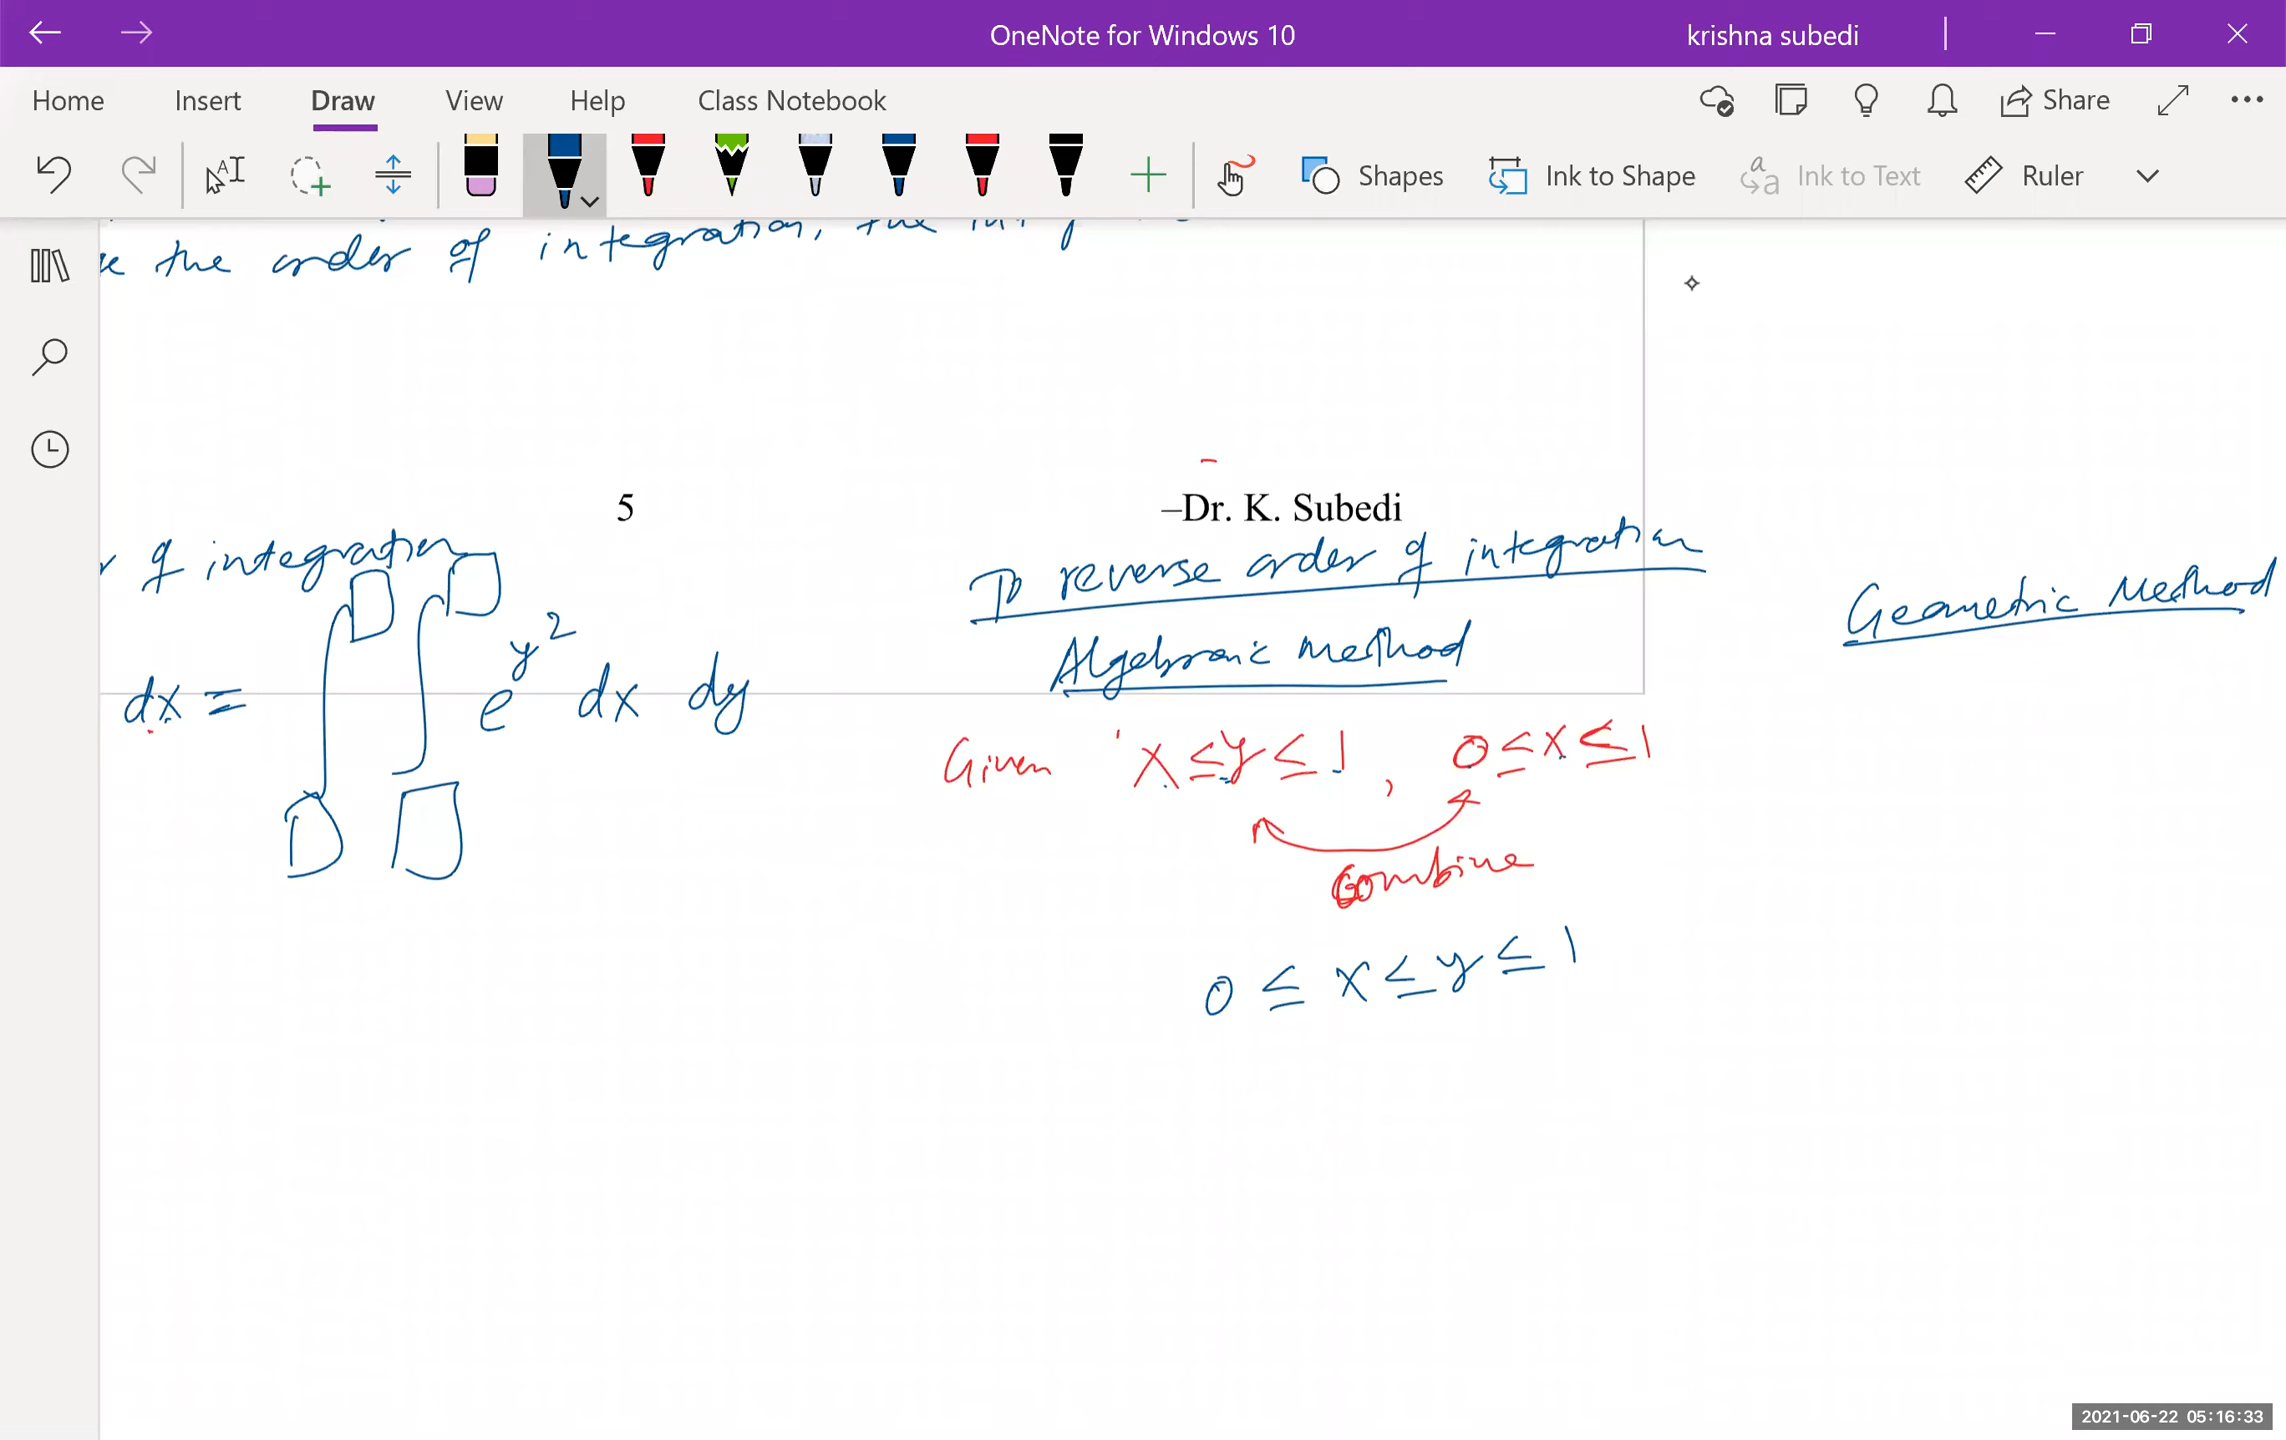 OneNote for Windows 10
krishna subedi
Home Insert Draw View Help Class Notebook Share
Shapes Ink to Shape Ink to Text Ruler
the order of integration, the
5
–Dr. K. Subedi
of integration
dx = ∫ ∫ e^{y^2} dx dy
To reverse order of integration
Algebraic Method
Geometric Method
Given x ≤ y ≤ 1 , 0 ≤ x ≤ 1
Combine
0 ≤ x ≤ y ≤ 1
2021-06-22 05:16:33